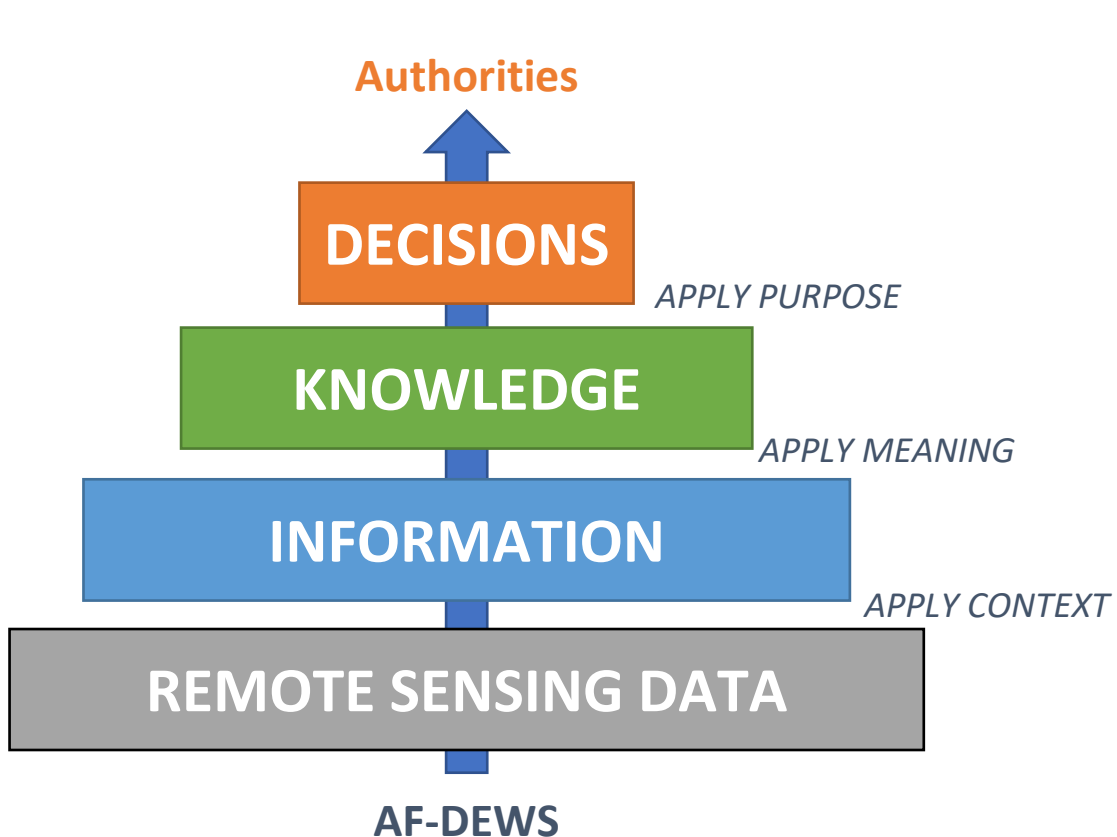 Authorities
DECISIONS
APPLY PURPOSE
KNOWLEDGE
APPLY MEANING
INFORMATION
APPLY CONTEXT
REMOTE SENSING DATA
AF-DEWS